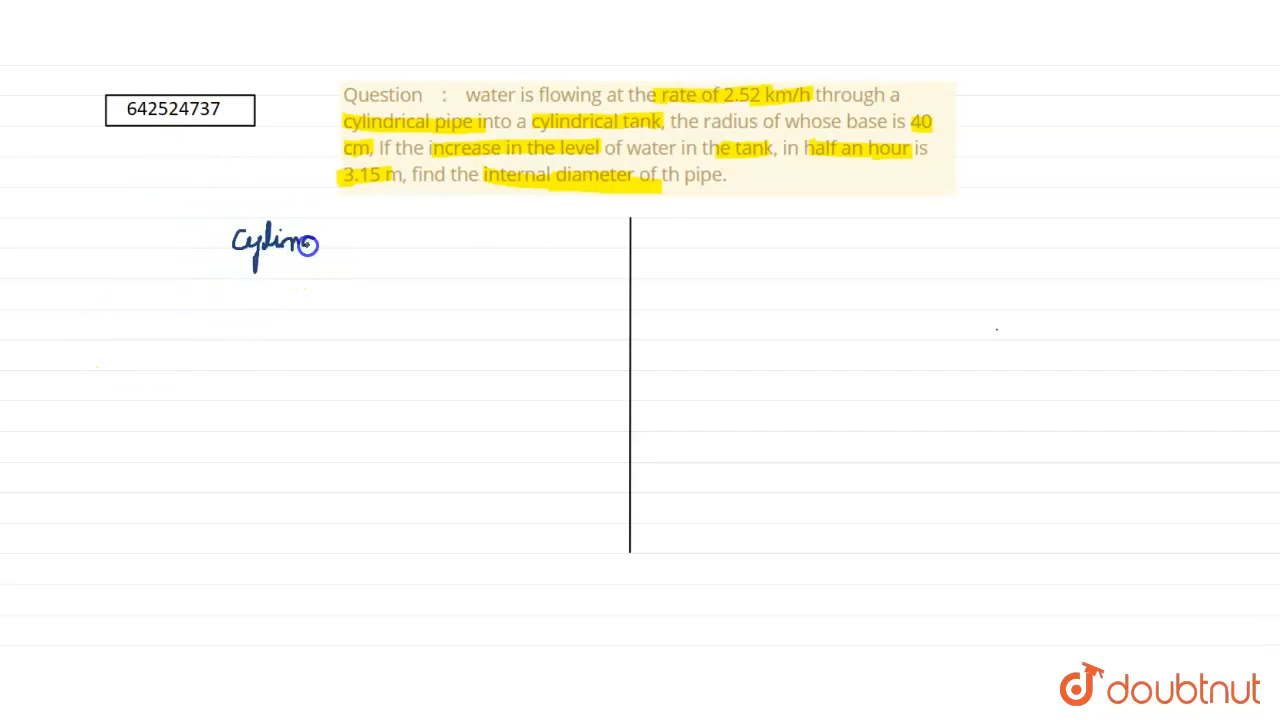 642524737
Question : water is flowing at the rate of 2.52 km/h through a
cylindrical pipe into a cylindrical tank, the radius of whose base is 40
cm, If the increase in the level of water in the tank, in half an hour is
3.15 m, find the internal diameter of th pipe.
Cylin
doubtnut